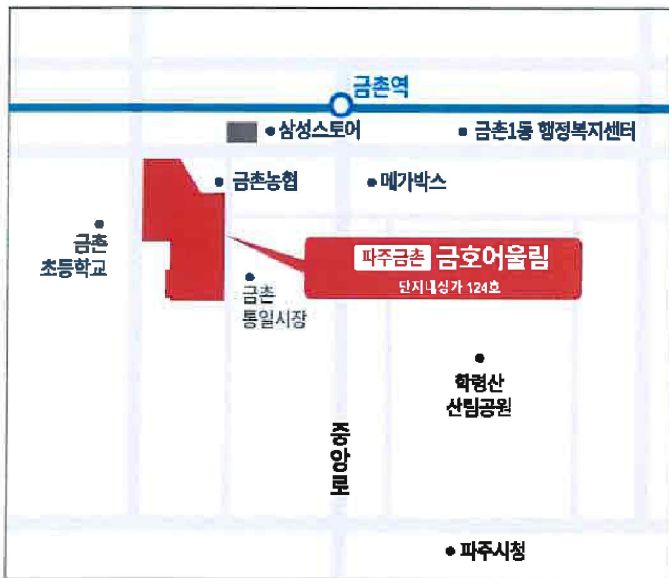 금촌역
삼성스토어
금촌1동 행정복지센터
금촌농협
메가박스
금촌
초등학교
파주금촌 금호어울림
단지내상가 124호
금촌
통일시장
학령산
산림공원
중앙로
파주시청